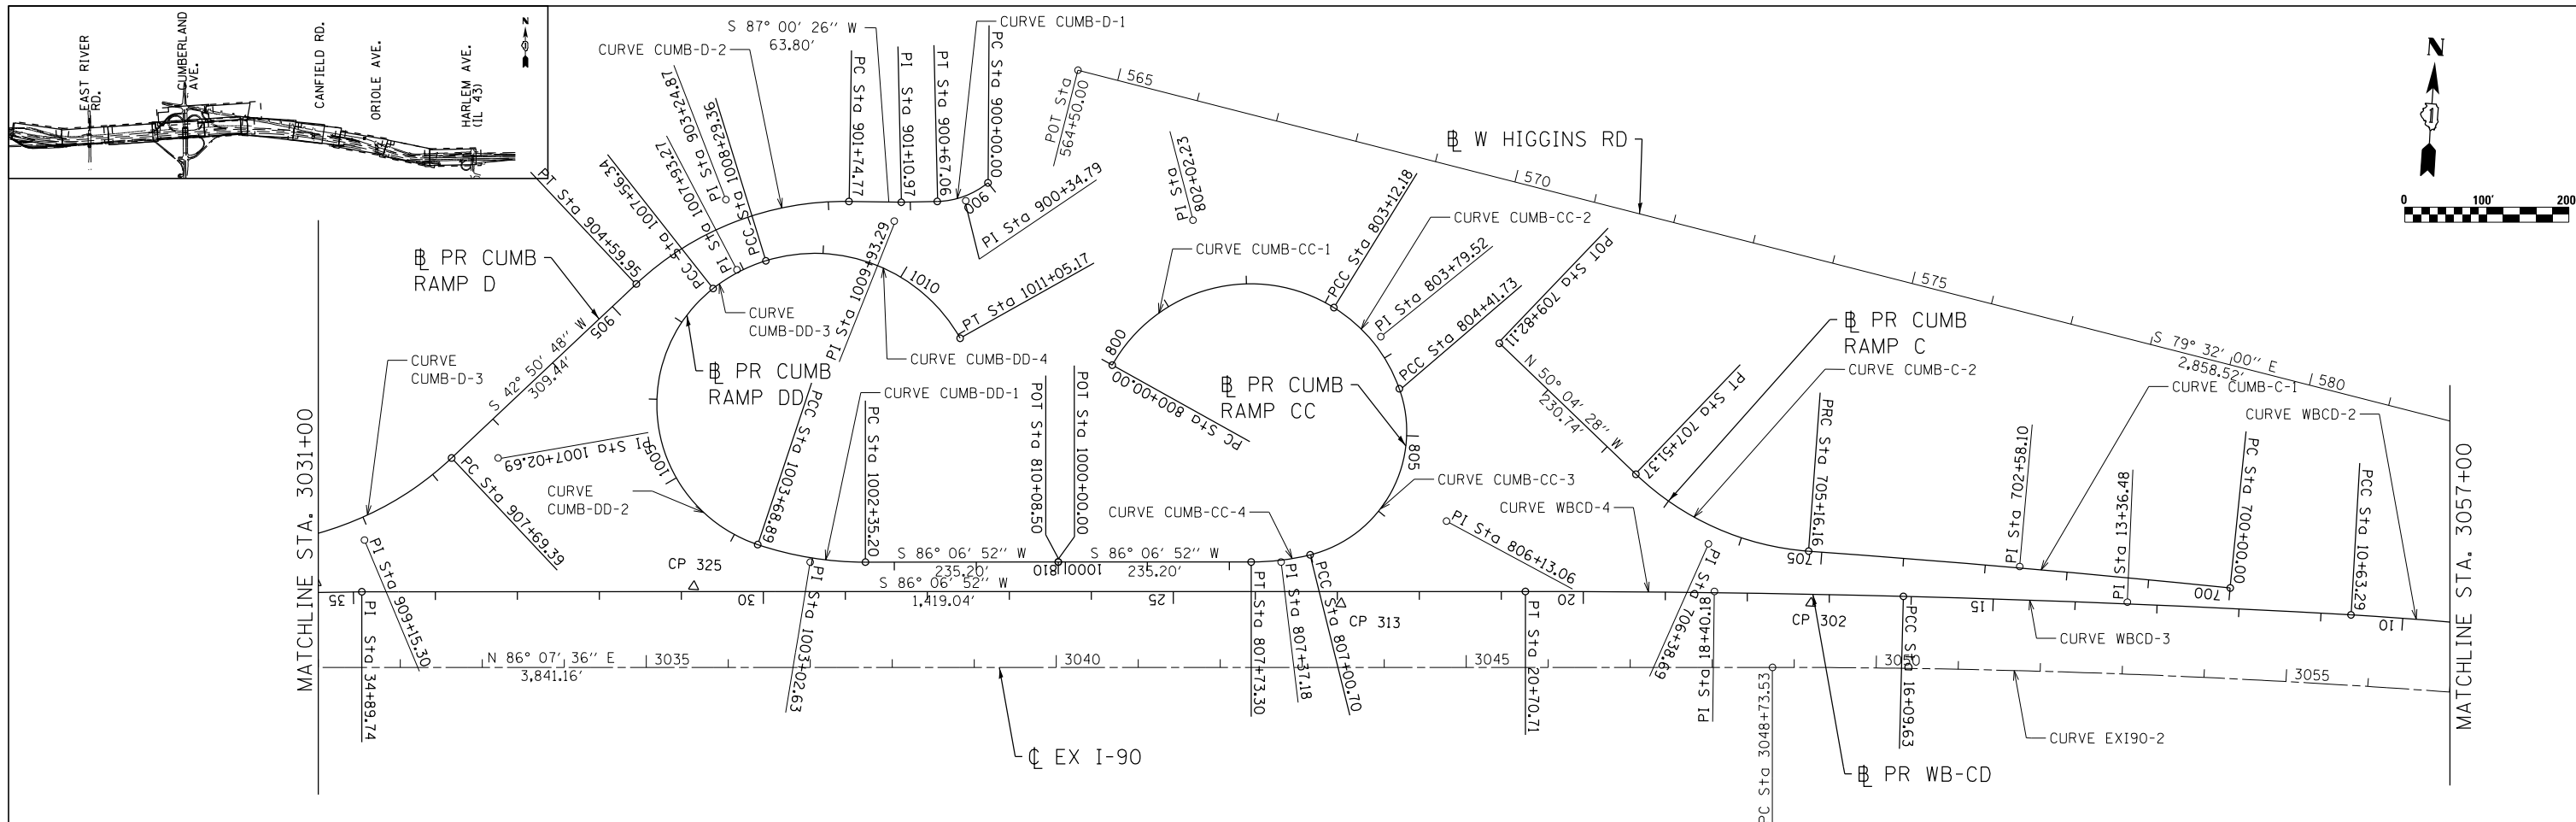 EAST RIVER
RD.
CUMBERLAND
AVE.
CANFIELD RD.
ORIOLE AVE.
HARLEM AVE.
(IL 43)
N
N
1
0 100' 200'
S 87° 00' 26'' W
63.80'
CURVE CUMB-D-1
CURVE CUMB-D-2
PC Sta 901+74.77
PI Sta 901+10.97
PT Sta 900+67.06
PC Sta 900+00.00
900
PI Sta 900+34.79
PI Sta 903+24.87
PCC Sta 1008+29.36
PI Sta 1007+93.27
PCC Sta 1007+56.34
PT Sta 904+59.95
POT Sta
564+50.00
565
570
575
580
℄ W HIGGINS RD
S 79° 32' 00'' E
2,858.52'
PI Sta
802+02.23
PCC Sta 803+12.18
CURVE CUMB-CC-2
CURVE CUMB-CC-1
PI Sta 803+79.52
PCC Sta 804+41.73
POT Sta 709+82.11
N 50° 04' 28'' W
230.74'
PT Sta 707+51.37
PR CUMB
RAMP C
CURVE CUMB-C-2
PRC Sta 705+16.16
CURVE CUMB-C-1
CURVE WBCD-2
PI Sta 702+58.10
PI Sta 13+36.48
PC Sta 700+00.00
PCC Sta 10+63.29
705
700
PR CUMB
RAMP D
905
S 42° 50' 48'' W
309.44'
CURVE
CUMB-D-3
PC Sta 907+69.39
PI Sta 909+15.30
CURVE
CUMB-DD-3
PI Sta 1009+93.29
1010
PT Sta 1011+05.17
CURVE CUMB-DD-4
PR CUMB
RAMP DD
CURVE CUMB-DD-1
PI Sta 1007+02.69
1005
CURVE
CUMB-DD-2
PCC Sta 1003+68.89
PC Sta 1002+35.20
POT Sta 810+08.50
POT Sta 1000+00.00
800
PC Sta 800+00.00
PR CUMB
RAMP CC
805
CURVE CUMB-CC-3
CURVE CUMB-CC-4
CURVE WBCD-4
PI Sta 806+13.06
S 86° 06' 52'' W
235.20'
810
1000
S 86° 06' 52'' W
235.20'
S 86° 06' 52'' W
1,419.04'
CP 325
CP 313
CP 302
35
30
25
20
15
10
PI Sta 34+89.74
PI Sta 1003+02.63
PT Sta 807+73.30
PI Sta 807+37.18
PCC Sta 807+00.70
PT Sta 20+70.71
PI Sta 706+38.69
PI Sta 18+40.18
PC Sta 3048+73.53
PCC Sta 16+09.63
CURVE WBCD-3
N 86° 07' 36'' E
3,841.16'
3035
3040
3045
3050
3055
℄ EX I-90
PR WB-CD
CURVE EXI90-2
MATCHLINE STA. 3031+00
MATCHLINE STA. 3057+00